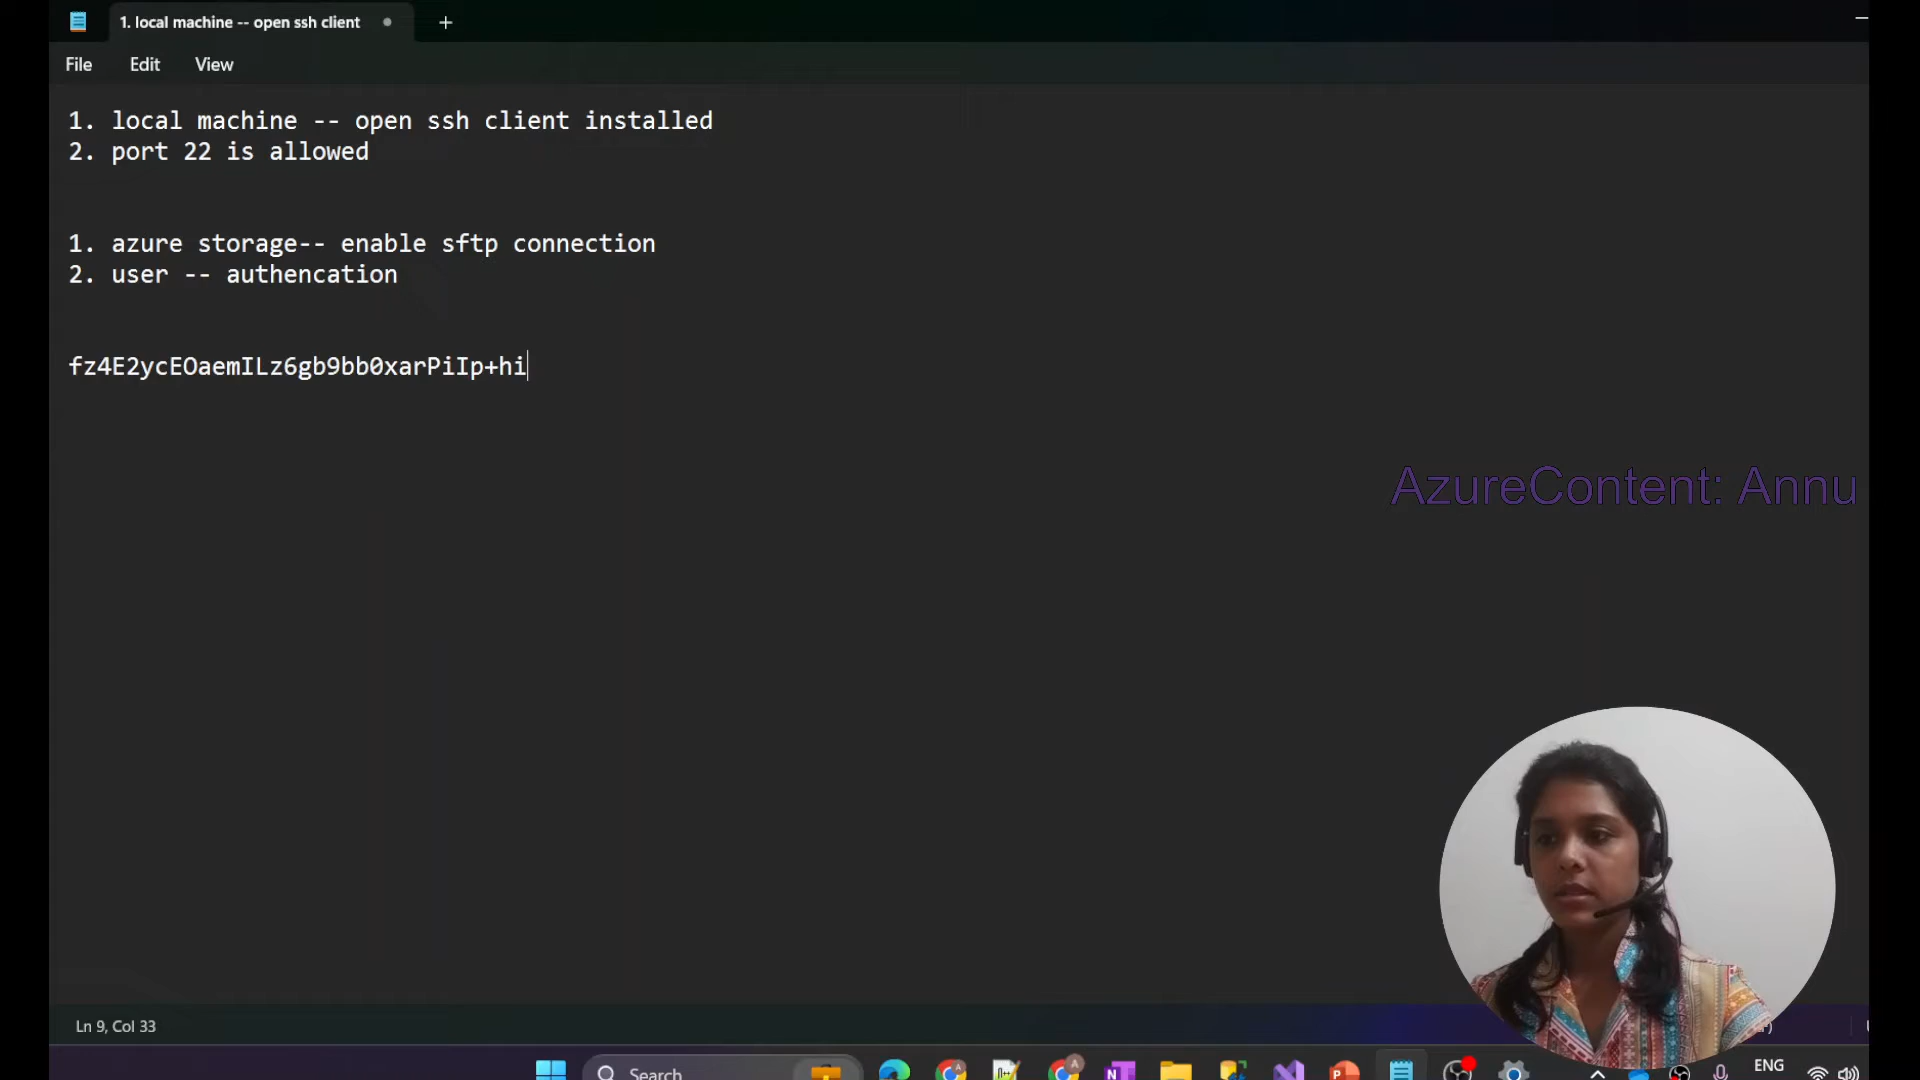 1. local machine -- open ssh client
File
Edit
View
1. local machine -- open ssh client installed
2. port 22 is allowed
1. azure storage-- enable sftp connection
2. user -- authencation
fz4E2ycEOaemILz6gb9bb0xarPiIp+hi
AzureContent: Annu
Ln 9, Col 33
Search
ENG